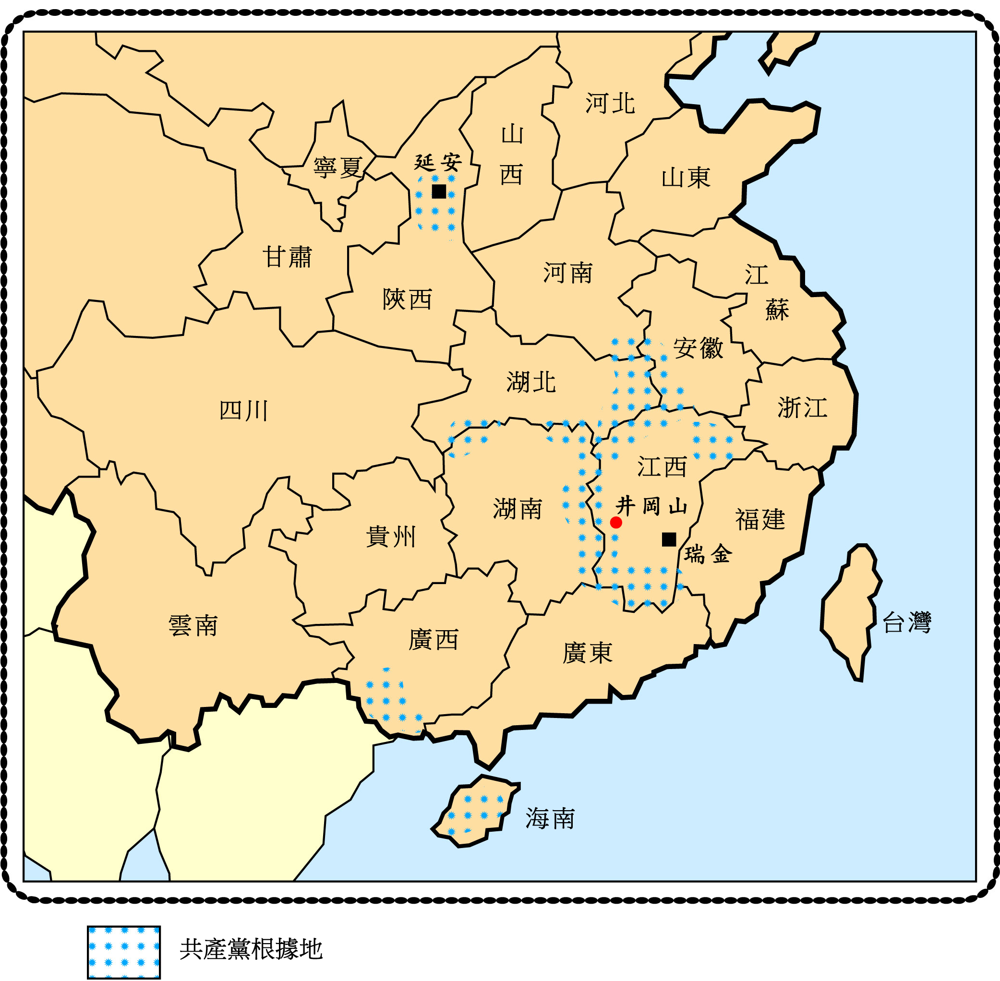 河北
山西
延安
寧夏
山東
甘肅
河南
江蘇
陝西
安徽
湖北
浙江
四川
江西
井岡山
湖南
福建
貴州
瑞金
雲南
台灣
廣西
廣東
海南
共產黨根據地